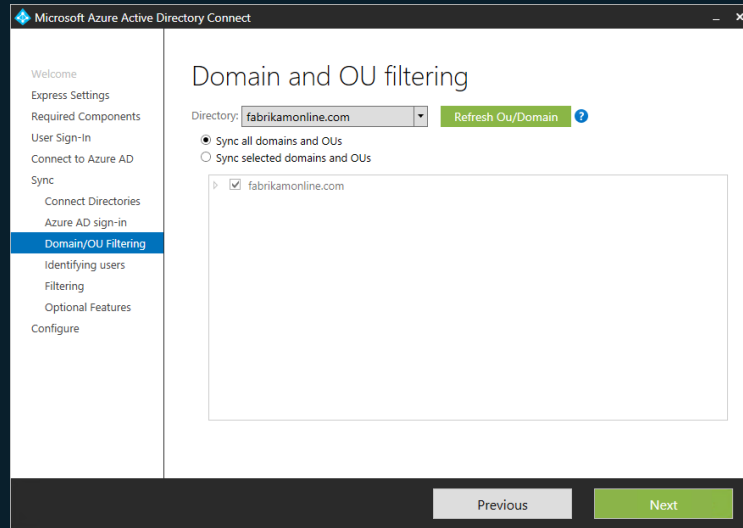 Microsoft Azure Active Directory Connect
Welcome
Express Settings
Required Components
User Sign-In
Connect to Azure AD
Sync
Connect Directories
Azure AD sign-in
Domain/OU Filtering
Identifying users
Filtering
Optional Features
Configure
Domain and OU filtering
Directory: fabrikamonline.com Refresh Ou/Domain ?
Sync all domains and OUs
Sync selected domains and OUs
fabrikamonline.com
Previous Next